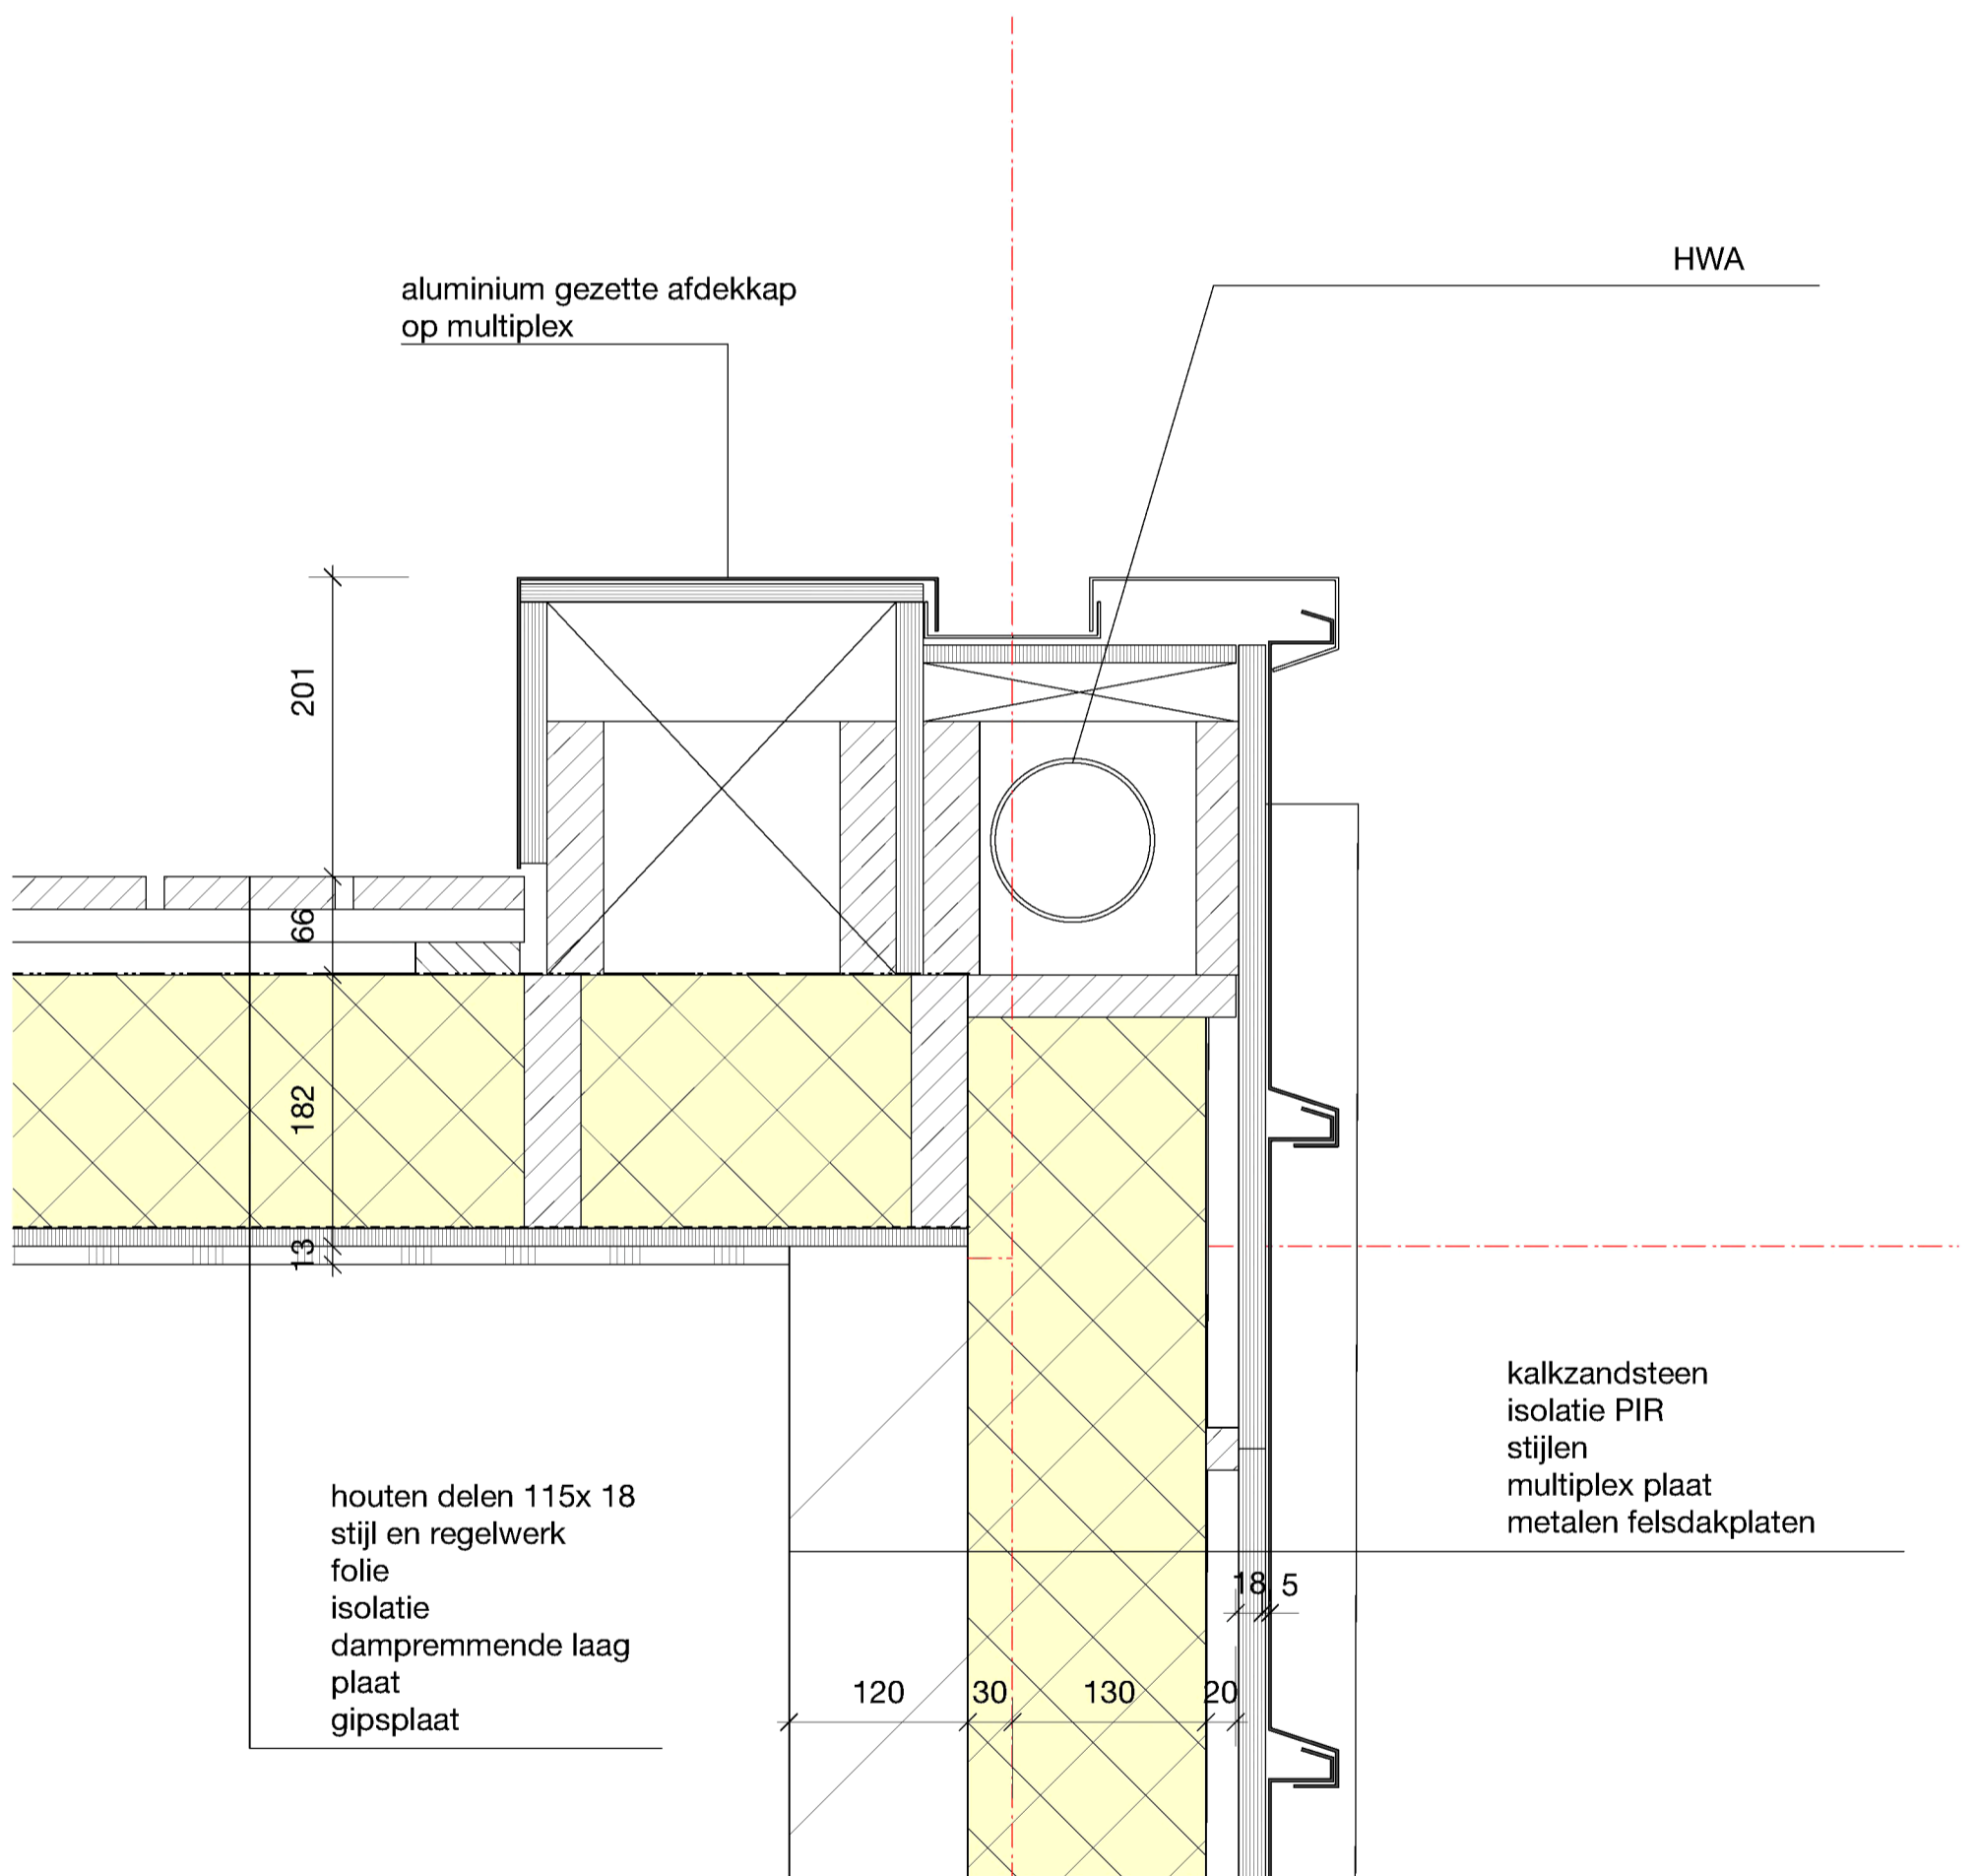 HWA
aluminium gezette afdekkap
op multiplex
201
66
182
13
kalkzandsteen
isolatie PIR
stijlen
multiplex plaat
metalen felsdakplaten
houten delen 115x 18
stijl en regelwerk
folie
isolatie
dampremmende laag
plaat
gipsplaat
18 5
120 30 130 20